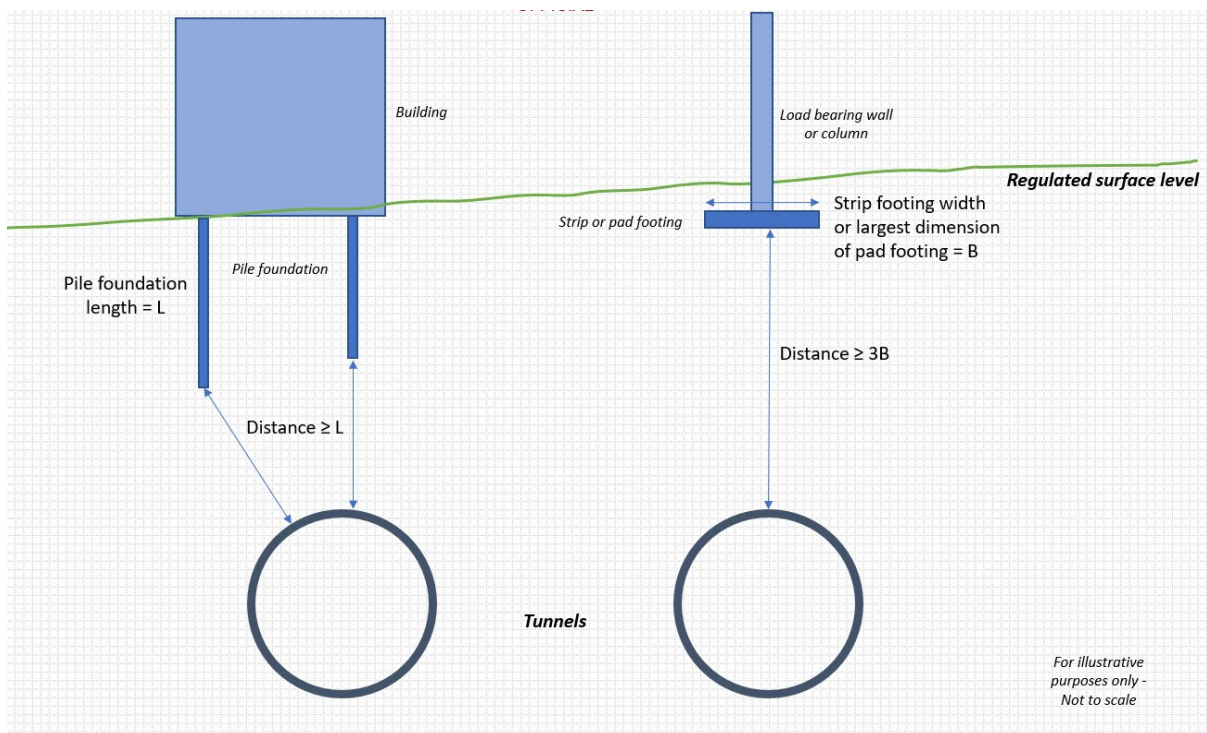 Building
Load bearing wall
or column
Regulated surface level
Strip or pad footing
Strip footing width
or largest dimension
of pad footing = B
Pile foundation
Pile foundation
length = L
Distance ≥ 3B
Distance ≥ L
Tunnels
For illustrative
purposes only -
Not to scale